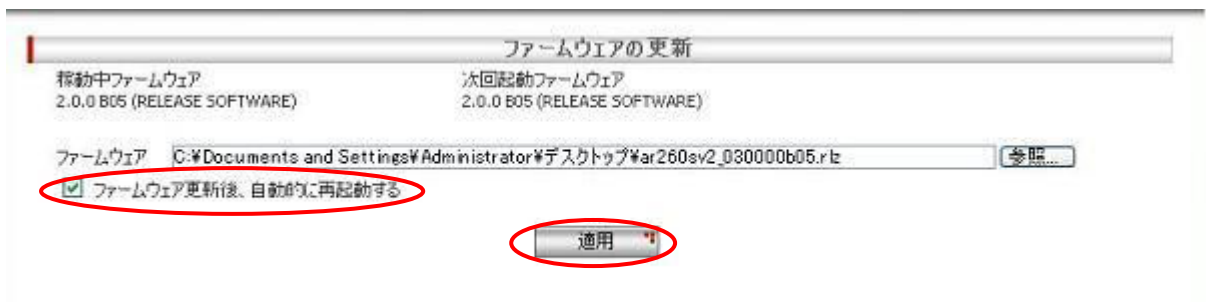 ファームウェアの更新
稼動中ファームウェア 次回起動ファームウェア
2.0.0 B05 (RELEASE SOFTWARE) 2.0.0 B05 (RELEASE SOFTWARE)
ファームウェア C:¥Documents and Settings¥Administrator¥デスクトップ¥ar260sv2_030000b05.rlz 参照...
ファームウェア更新後、自動的に再起動する
適用